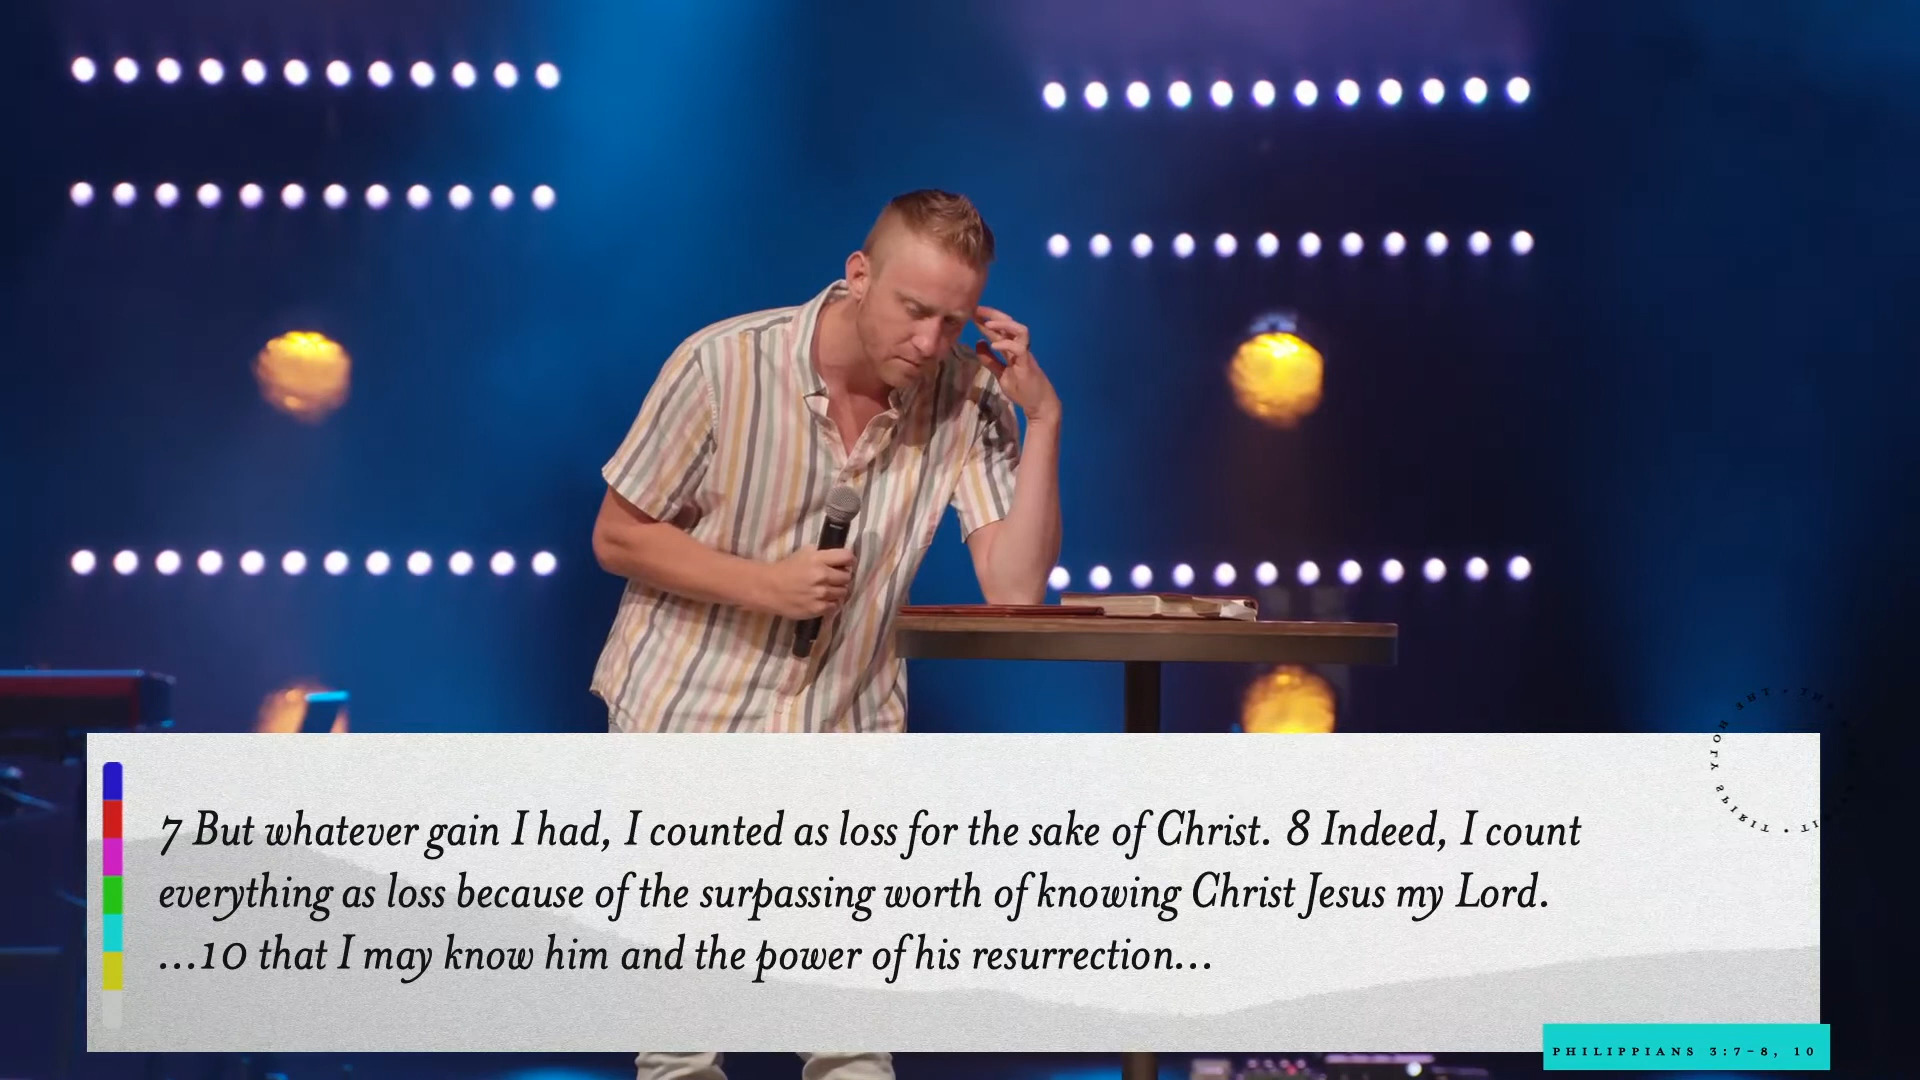 7 But whatever gain I had, I counted as loss for the sake of Christ. 8 Indeed, I count
everything as loss because of the surpassing worth of knowing Christ Jesus my Lord.
...10 that I may know him and the power of his resurrection...
PHILIPPIANS 3:7-8, 10